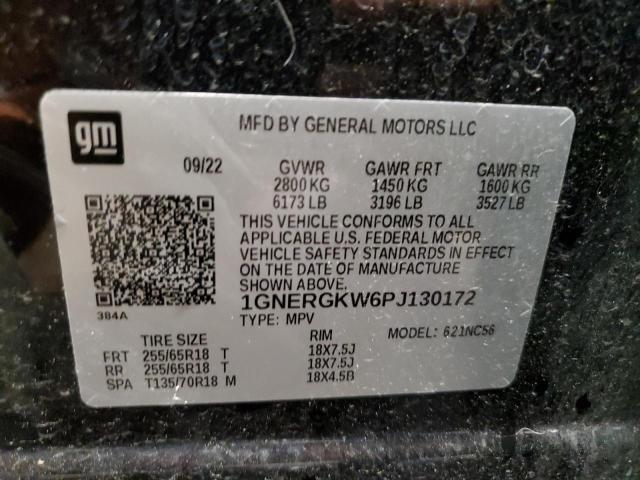 gm
MFD BY GENERAL MOTORS LLC
09/22 GVWR GAWR FRT GAWR RR
2800 KG 1450 KG 1600 KG
6173 LB 3196 LB 3527 LB
THIS VEHICLE CONFORMS TO ALL
APPLICABLE U.S. FEDERAL MOTOR
VEHICLE SAFETY STANDARDS IN EFFECT
ON THE DATE OF MANUFACTURE
SHOWN ABOVE.
384A
1GNERGKW6PJ130172
TYPE: MPV MODEL: 621NC56
TIRE SIZE RIM
FRT 255/65R18 T 18X7.5J
RR 255/65R18 T 18X7.5J
SPA T135/70R18 M 18X4.5B